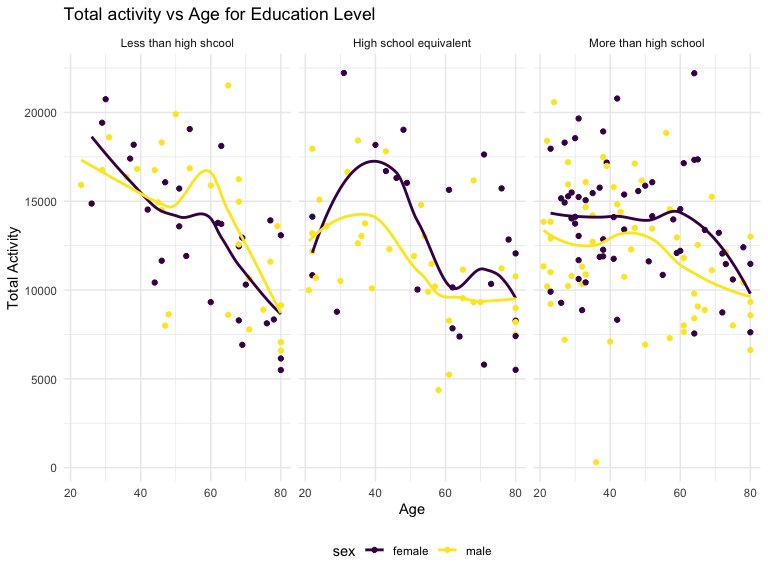 Total activity vs Age for Education Level
Less than high shcool
High school equivalent
More than high school
Total Activity
20000
15000
10000
5000
0
20 40 60 80
20 40 60 80
20 40 60 80
Age
sex female male